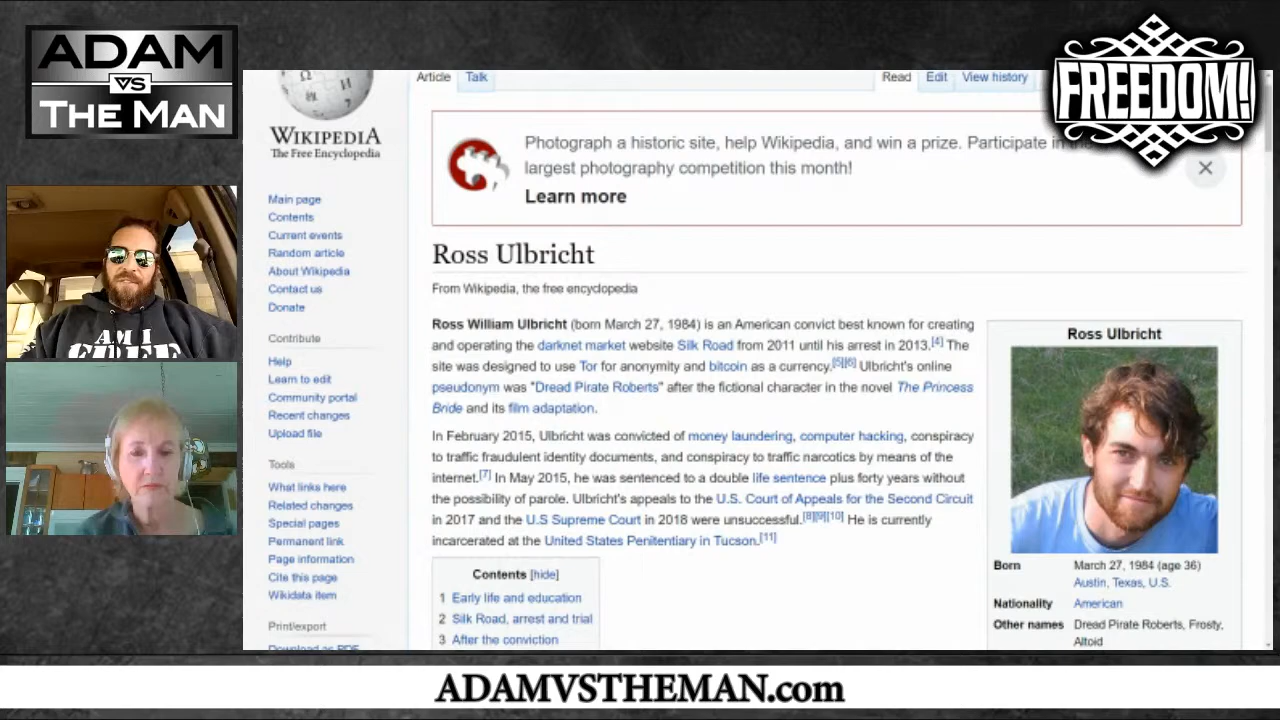 ADAM
VS
THE MAN
FREEDOM!
AM I
FREE
WIKIPEDIA
The Free Encyclopedia
Main page
Contents
Current events
Random article
About Wikipedia
Contact us
Donate
Contribute
Help
Learn to edit
Community portal
Recent changes
Upload file
Tools
What links here
Related changes
Special pages
Permanent link
Page information
Cite this page
Wikidata item
Print/export
Download as PDF
Article Talk Read Edit View history
Photograph a historic site, help Wikipedia, and win a prize. Participate in
largest photography competition this month!
Learn more
Ross Ulbricht
From Wikipedia, the free encyclopedia
Ross William Ulbricht (born March 27, 1984) is an American convict best known for creating
and operating the darknet market website Silk Road from 2011 until his arrest in 2013.[4] The
site was designed to use Tor for anonymity and bitcoin as a currency.[5][6] Ulbricht's online
pseudonym was "Dread Pirate Roberts" after the fictional character in the novel The Princess
Bride and its film adaptation.
In February 2015, Ulbricht was convicted of money laundering, computer hacking, conspiracy
to traffic fraudulent identity documents, and conspiracy to traffic narcotics by means of the
internet.[7] In May 2015, he was sentenced to a double life sentence plus forty years without
the possibility of parole. Ulbricht's appeals to the U.S. Court of Appeals for the Second Circuit
in 2017 and the U.S Supreme Court in 2018 were unsuccessful.[8][9][10] He is currently
incarcerated at the United States Penitentiary in Tucson.[11]
Contents [hide]
1 Early life and education
2 Silk Road, arrest and trial
3 After the conviction
Ross Ulbricht
Born March 27, 1984 (age 36)
Austin, Texas, U.S.
Nationality American
Other names Dread Pirate Roberts, Frosty,
Altoid
ADAMVSTHEMAN.com